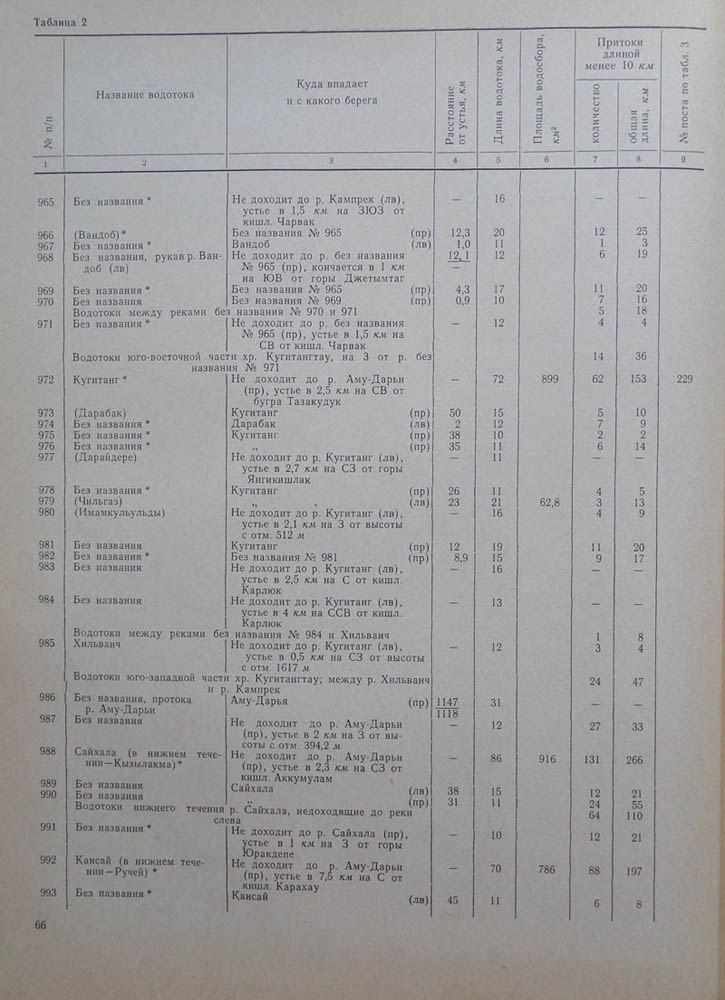 Таблица 2
№ п/п Название водотока Куда впадает и с какого берега Расстояние от устья, км Длина водотока, км Площадь водосбора, км² Притоки длиной менее 10 км количество общая длина, км № поста по табл. 3
1 2 3 4 5 6 7 8 9
965 Без названия * Не доходит до р. Кампрек (лв), — 16 — —
устье в 1,5 км на ЗЮЗ от
кишл. Чарвак
966 (Вандоб)* Без названия № 965 (пр) 12,3 20 12 25
967 Без названия * Вандоб (лв) 1,0 11 1 3
968 Без названия, рукав р. Ван- Не доходит до р. без названия 12,1 12 6 19
доб (лв) № 965 (пр), кончается в 1 км —
на ЮВ от горы Джетымтаг
969 Без названия * Без названия № 965 (пр) 4,3 17 11 20
970 Без названия Без названия № 969 (пр) 0,9 10 7 16
Водотоки между реками без названия № 970 и 971 5 18
971 Без названия * Не доходит до р. без названия — 12 4 4
№ 965 (пр), устье в 1,5 км на
СВ от кишл. Чарвак
Водотоки юго-восточной части хр. Кугитангтау, на З от р. без 14 36
названия № 971
972 Кугитанг * Не доходит до р. Аму-Дарьи — 72 899 62 153 229
(пр), устье в 2,5 км на СВ от
бугра Тазакудук
973 (Дарабак) Кугитанг (пр) 50 15 5 10
974 Без названия * Дарабак (лв) 2 12 7 9
975 Без названия * Кугитанг (пр) 38 10 2 2
976 Без названия * „ (пр) 35 11 6 14
977 (Дарайдере) Не доходит до р. Кугитанг (лв), — 11 — —
устье в 2,7 км на СЗ от горы
Янгикишлак
978 Без названия * Кугитанг (пр) 26 11 4 5
979 (Чильгаз) „ (лв) 23 21 62,8 3 13
980 (Имамкульульды) Не доходит до р. Кугитанг (лв), — 16 4 9
устье в 2,1 км на З от высоты
с отм. 512 м
981 Без названия Кугитанг (пр) 12 19 11 20
982 Без названия * Без названия № 981 (пр) 8,9 15 9 17
983 Без названия Не доходит до р. Кугитанг (лв), — 16 — —
устье в 2,5 км на С от кишл.
Карлюк
984 Без названия Не доходит до р. Кугитанг (лв), — 13 — —
устье в 4 км на ССВ от кишл.
Карлюк
Водотоки между реками без названия № 984 и Хильванч 1 8
985 Хильванч Не доходит до р. Кугитанг (лв), — 12 3 4
устье в 0,5 км на СЗ от высоты
с отм. 1617 м
Водотоки юго-западной части хр. Кугитангтау; между р. Хильванч 24 47
и р. Кампрек
986 Без названия, протока Аму-Дарья (пр) 1147 31 — —
р. Аму-Дарьи 1118
987 Без названия Не доходит до р. Аму-Дарьи — 12 27 33
(пр), устье в 2 км на З от вы-
соты с отм. 394,2 м
988 Сайхала (в нижнем тече- Не доходит до р. Аму-Дарьи — 86 916 131 266
нии—Кызылакма)* (пр), устье в 2,3 км на СЗ от
кишл. Аккумулам
989 Без названия Сайхала (лв) 38 15 12 21
990 Без названия „ (пр) 31 11 24 55
Водотоки нижнего течения р. Сайхала, недоходящие до реки 64 110
слева
991 Без названия * Не доходит до р. Сайхала (пр), — 10 12 21
устье в 1 км на З от горы
Юракдепе
992 Кансай (в нижнем тече- Не доходит до р. Аму-Дарьи — 70 786 88 197
нии—Ручей) * (пр), устье в 7,5 км на С от
кишл. Карахау
993 Без названия * Кансай (лв) 45 11 6 8
66